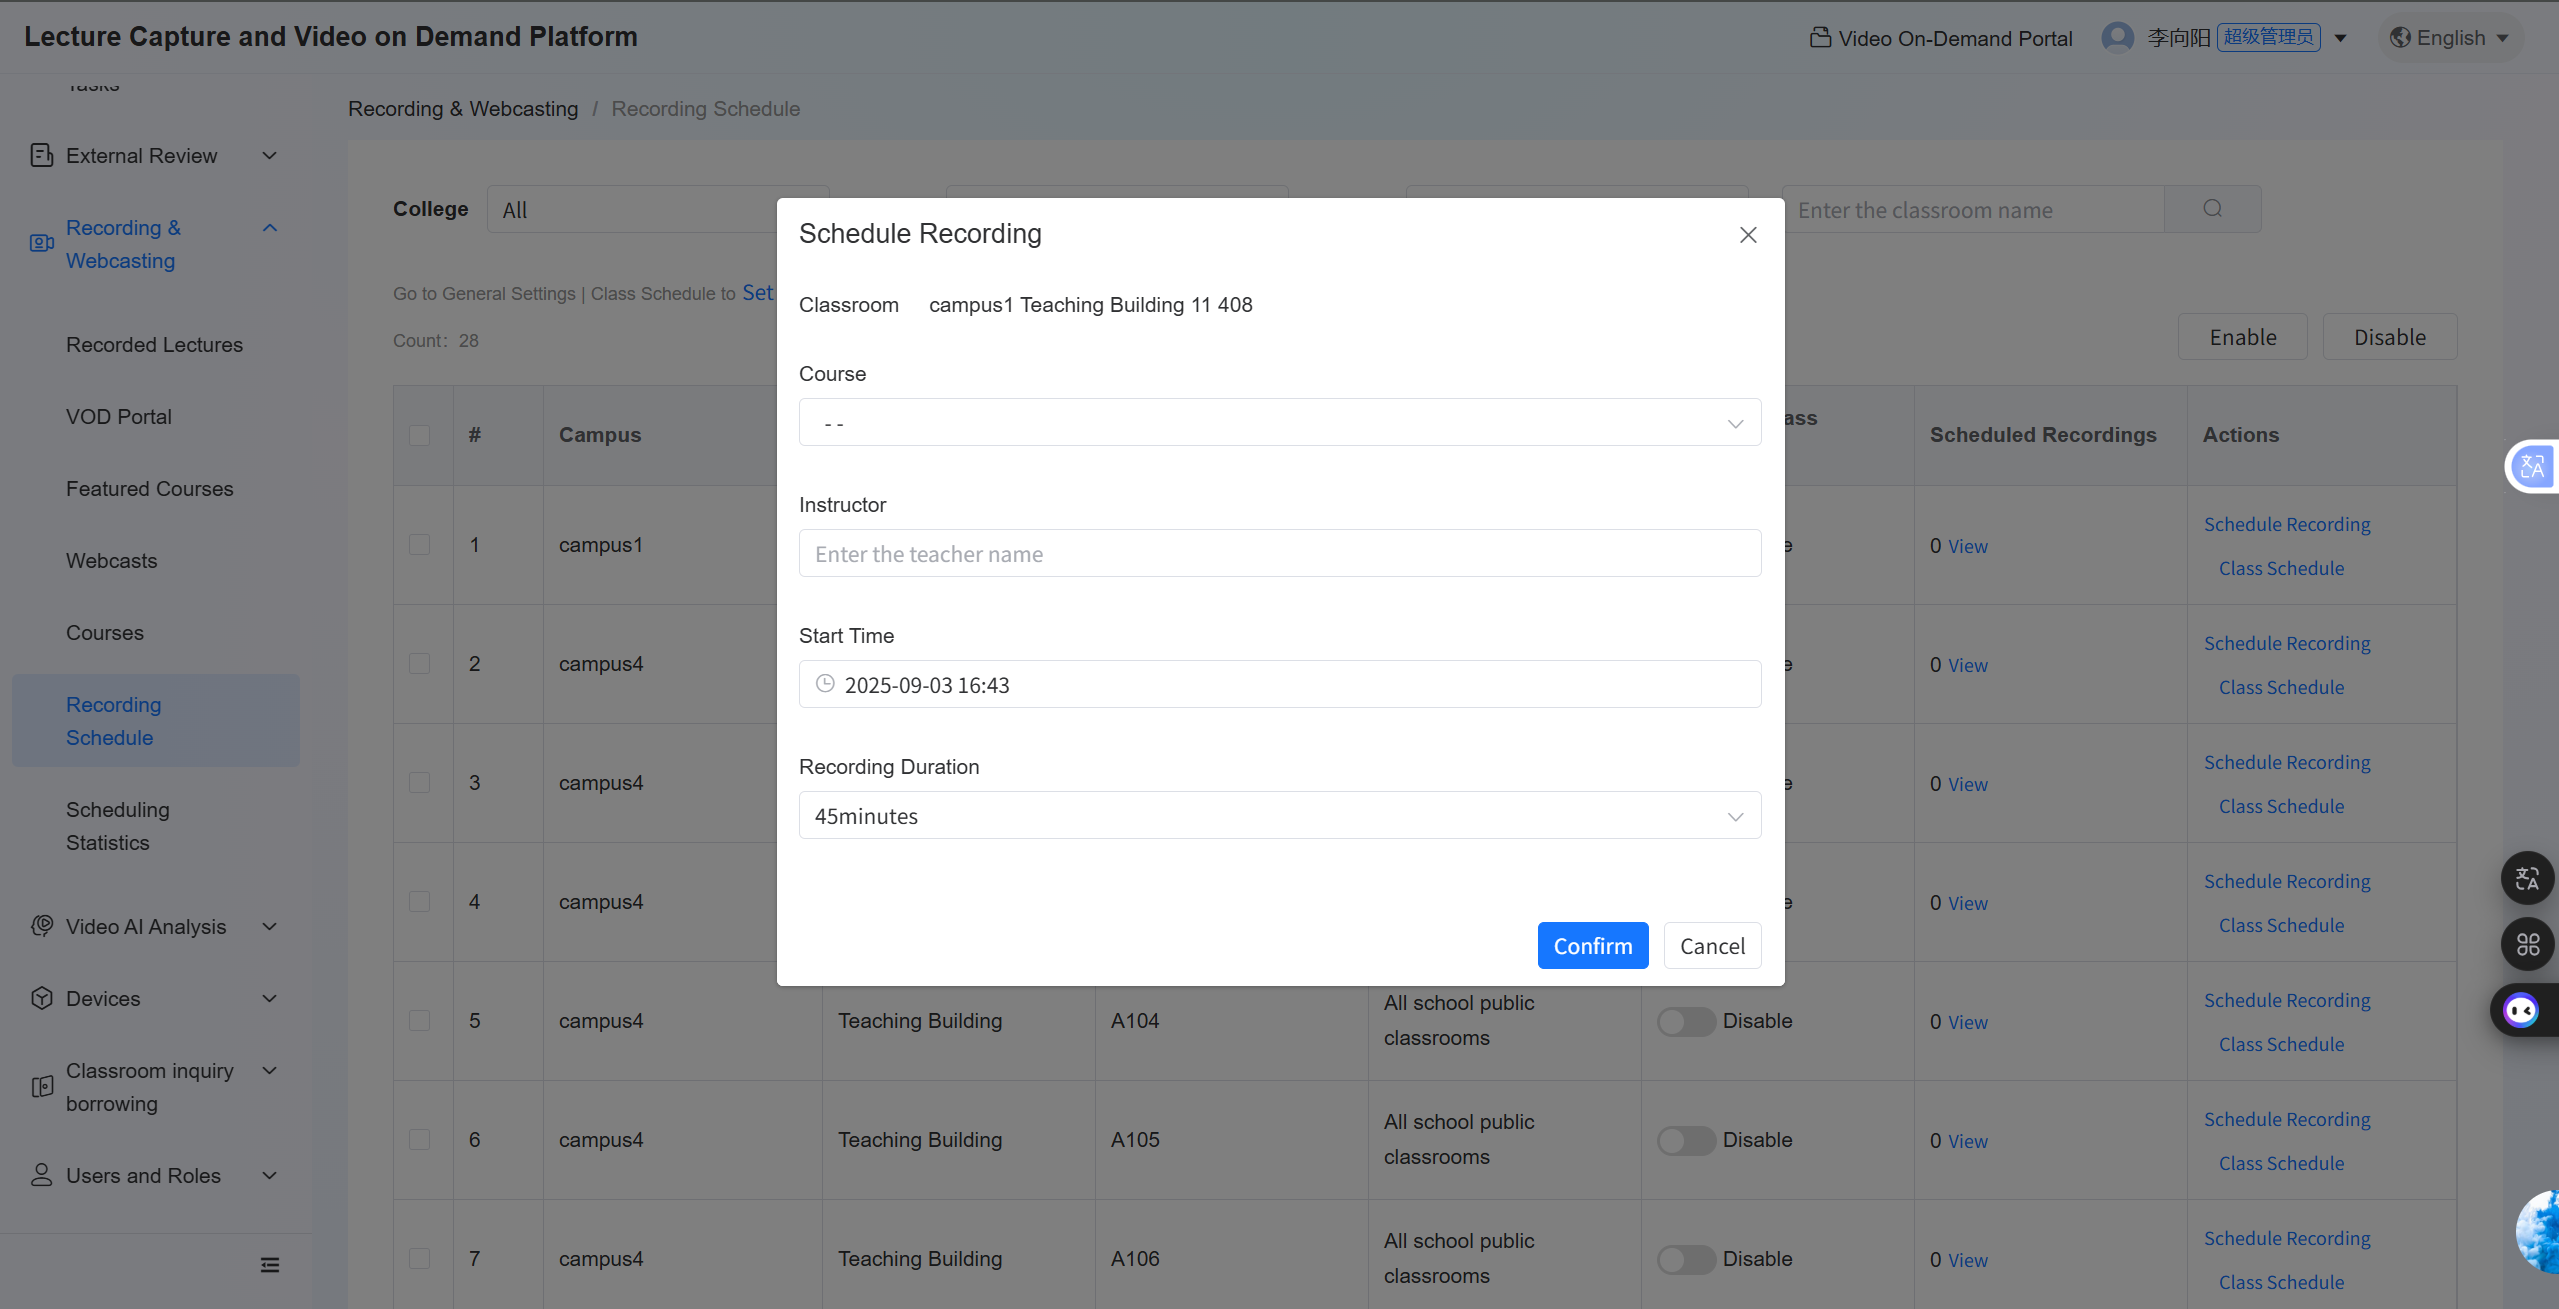 Lecture Capture and Video on Demand Platform
Video On-Demand Portal
李向阳 超级管理员
English
Tasks
External Review
Recording &
Webcasting
Recorded Lectures
VOD Portal
Featured Courses
Webcasts
Courses
Recording
Schedule
Scheduling
Statistics
Video AI Analysis
Devices
Classroom inquiry
borrowing
Users and Roles
Recording & Webcasting / Recording Schedule
College All
Enter the classroom name
Go to General Settings | Class Schedule to Set
Count: 28
Enable Disable
# Campus Scheduled Recordings Actions
1 campus1 0 View Schedule Recording
Class Schedule
2 campus4 0 View Schedule Recording
Class Schedule
3 campus4 0 View Schedule Recording
Class Schedule
4 campus4 0 View Schedule Recording
Class Schedule
5 campus4 Teaching Building A104 All school public classrooms Disable 0 View Schedule Recording
Class Schedule
6 campus4 Teaching Building A105 All school public classrooms Disable 0 View Schedule Recording
Class Schedule
7 campus4 Teaching Building A106 All school public classrooms Disable 0 View Schedule Recording
Class Schedule
Schedule Recording
Classroom campus1 Teaching Building 11 408
Course
--
Instructor
Enter the teacher name
Start Time
2025-09-03 16:43
Recording Duration
45minutes
Confirm Cancel